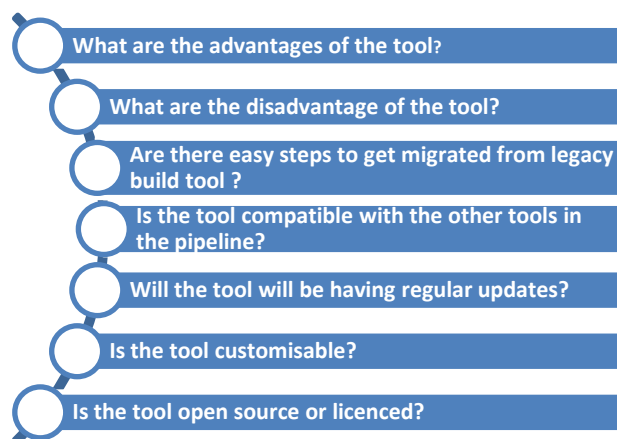 What are the advantages of the tool?
What are the disadvantage of the tool?
Are there easy steps to get migrated from legacy
build tool ?
Is the tool compatible with the other tools in
the pipeline?
Will the tool will be having regular updates?
Is the tool customisable?
Is the tool open source or licenced?